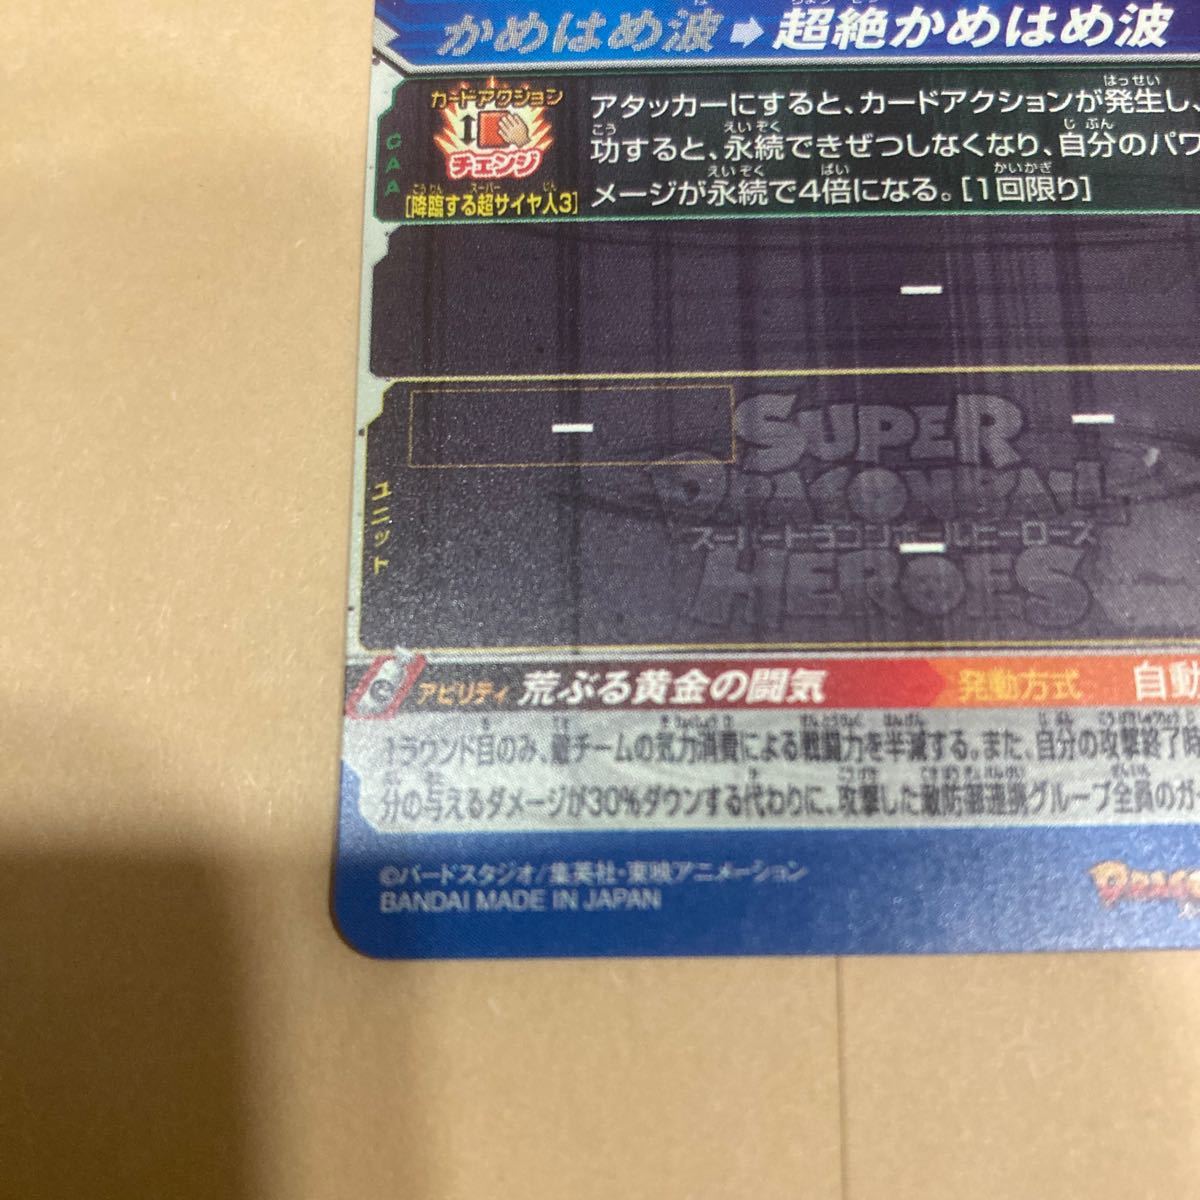 かめはめ波➡超絶かめはめ波
カードアクション
チェンジ
CAA
[降臨する超サイヤ人3]
アタッカーにすると、カードアクションが発生し、
功すると、永続できぜつしなくなり、自分のパワ
メージが永続で4倍になる。[1回限り]
ー
ー
ー
ー
ユニット
SUPER
DRAGONBALL
スーパードラゴンボールヒーローズ
HEROES
アビリティ 荒ぶる黄金の闘気 発動方式 自動
1ラウンド目のみ、敵チームの気力消費による戦闘力を半減する。また、自分の攻撃終了時
分の与えるダメージが30%ダウンする代わりに、攻撃した敵防御連携グループ全員のガ
©バードスタジオ/集英社・東映アニメーション
BANDAI MADE IN JAPAN